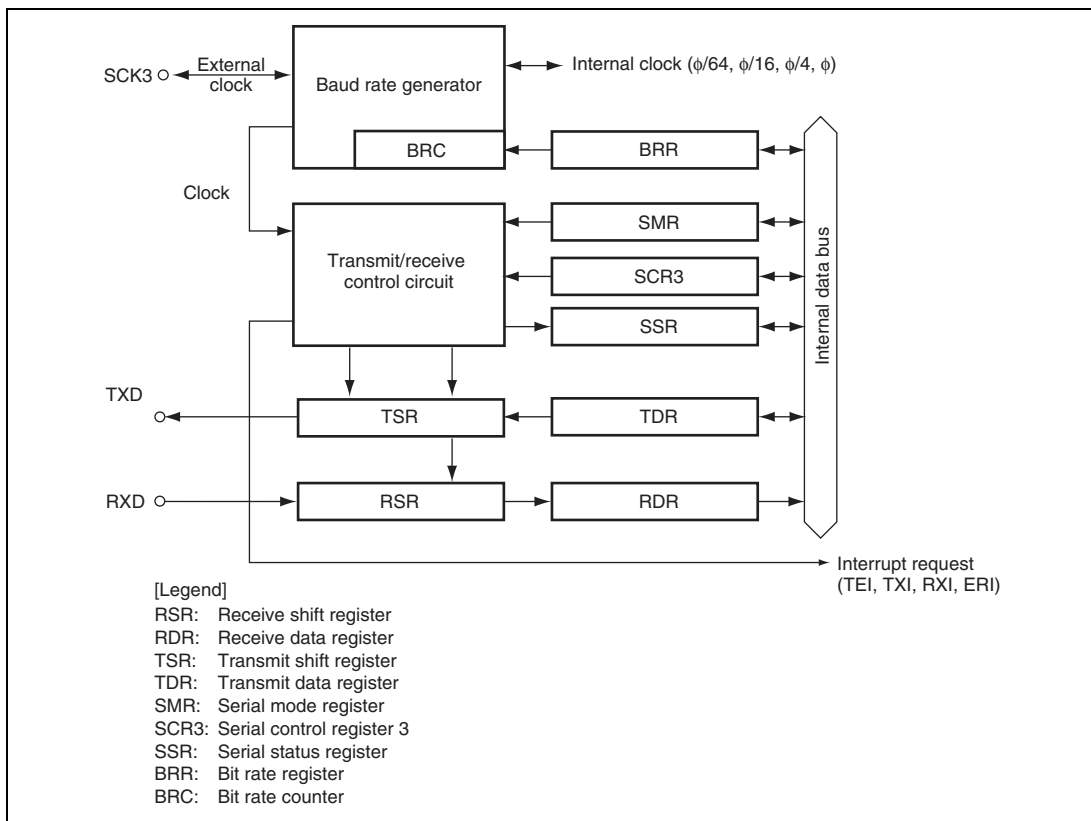 SCK3
External
clock
Baud rate generator
Internal clock (ϕ/64, ϕ/16, ϕ/4, ϕ)
BRC
BRR
Clock
Transmit/receive
control circuit
SMR
SCR3
SSR
Internal data bus
TXD
TSR
TDR
RXD
RSR
RDR
Interrupt request
(TEI, TXI, RXI, ERI)
[Legend]
RSR: Receive shift register
RDR: Receive data register
TSR: Transmit shift register
TDR: Transmit data register
SMR: Serial mode register
SCR3: Serial control register 3
SSR: Serial status register
BRR: Bit rate register
BRC: Bit rate counter